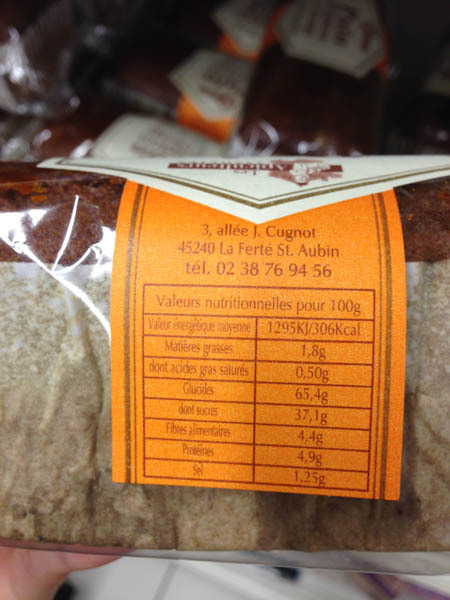 3, allée J. Cugnot
45240 La Ferté St. Aubin
tél. 02 38 76 94 56
Valeurs nutritionnelles pour 100g
Valeur énergétique moyenne 1295KJ/306Kcal
Matières grasses 1,8g
dont acides gras saturés 0,50g
Glucides 65,4g
dont sucres 37,1g
Fibres alimentaires 4,4g
Protéines 4,9g
Sel 1,25g